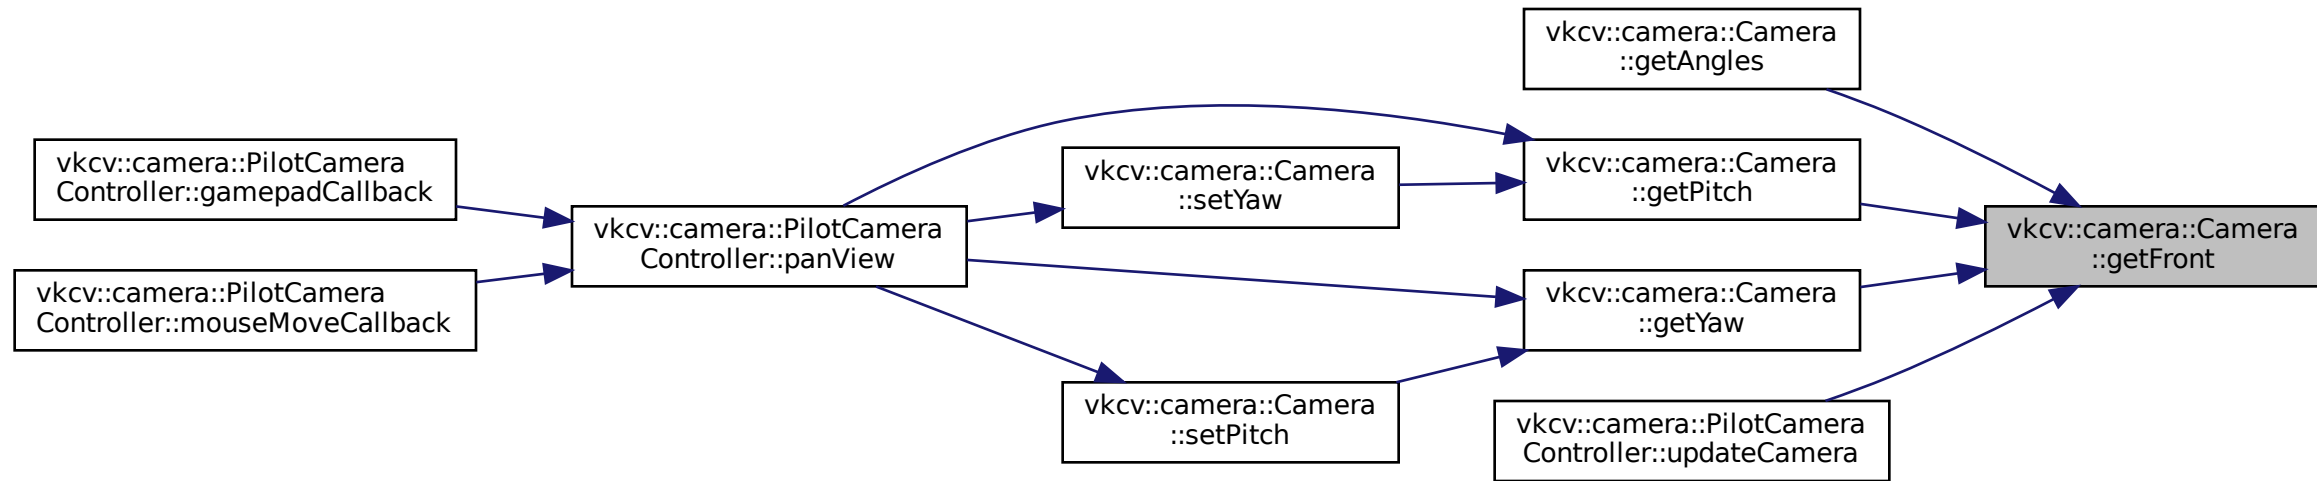 vkcv::camera::Camera
::getAngles
vkcv::camera::PilotCamera
Controller::gamepadCallback
vkcv::camera::Camera
::setYaw
vkcv::camera::Camera
::getPitch
vkcv::camera::PilotCamera
Controller::panView
vkcv::camera::Camera
::getFront
vkcv::camera::PilotCamera
Controller::mouseMoveCallback
vkcv::camera::Camera
::getYaw
vkcv::camera::Camera
::setPitch
vkcv::camera::PilotCamera
Controller::updateCamera